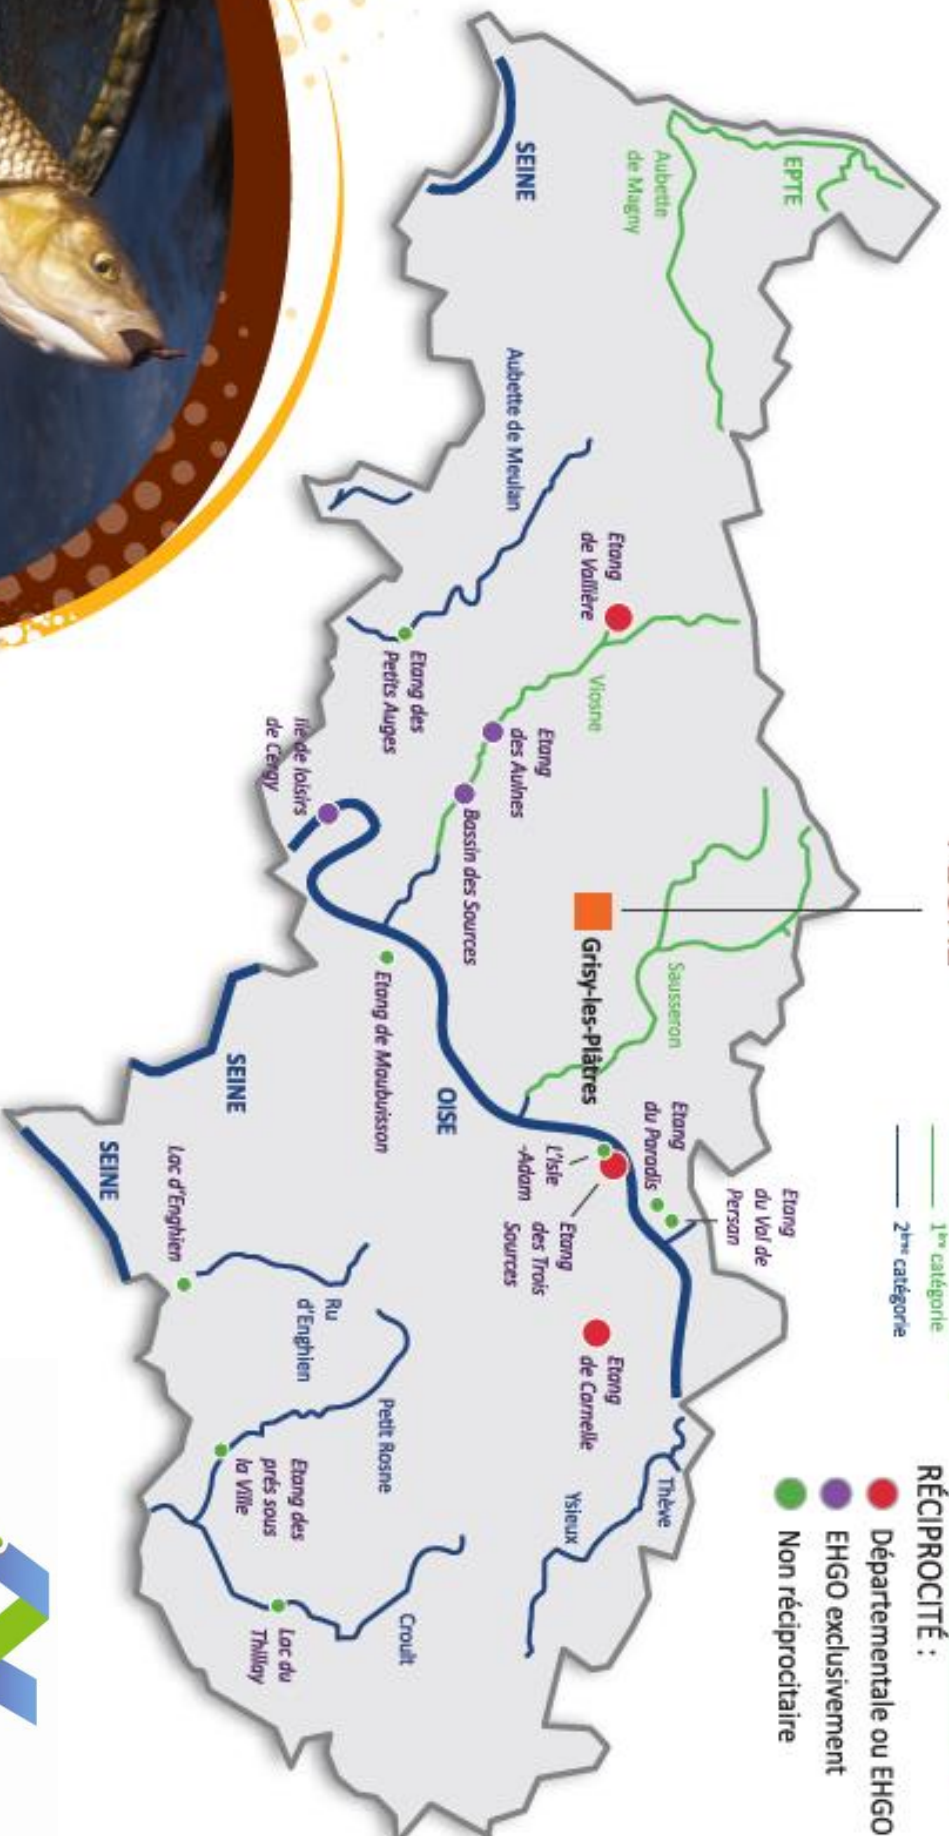 1ère catégorie
2ème catégorie
RÉCIPROCITÉ :
Départementale ou EHGO
EHGO exclusivement
Non réciprocitaire
EPTE
Aubette
de Magny
SEINE
Aubette de Meulan
Etang
de Vallière
Viosne
Etang des
Petits Auges
Etang
des Aulnes
Bassin des Sources
Ile de loisirs
de Cergy
Grisy-les-Plâtres
Sausseron
Etang de Maubuisson
OISE
SEINE
SEINE
Etang
du Paradis
Etang
du Val de
Persan
L'Isle
-Adam
Etang
des Trois
Sources
Etang
de Carnelle
Lac d'Enghien
Ru
d'Enghien
Petit Rosne
Etang des
prés sous
la Ville
Thève
Ysieux
Croult
Lac du
Thillay